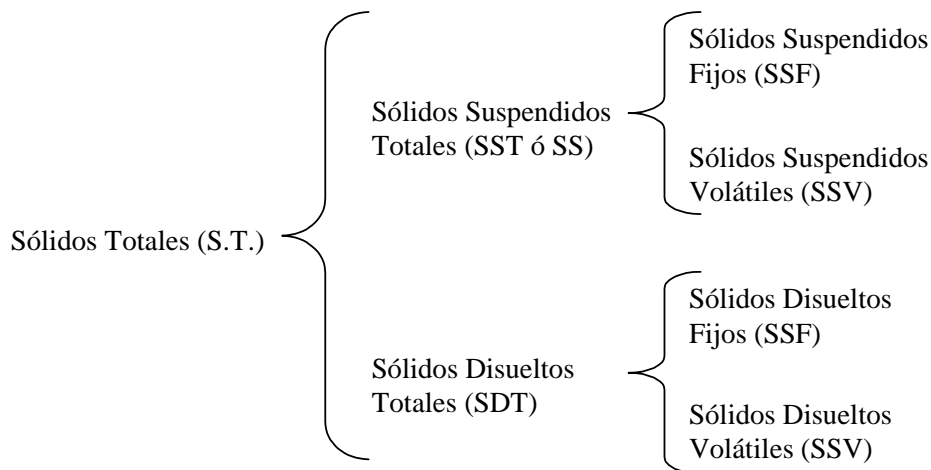 Sólidos Totales (S.T.)
Sólidos Suspendidos
Totales (SST ó SS)
Sólidos Suspendidos
Fijos (SSF)
Sólidos Suspendidos
Volátiles (SSV)
Sólidos Disueltos
Totales (SDT)
Sólidos Disueltos
Fijos (SSF)
Sólidos Disueltos
Volátiles (SSV)